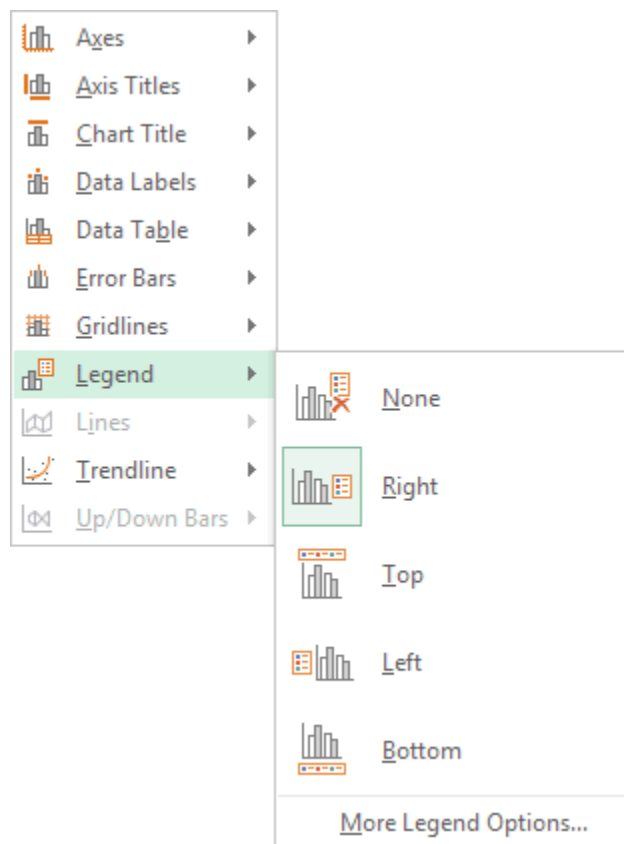 Axes
Axis Titles
Chart Title
Data Labels
Data Table
Error Bars
Gridlines
Legend
Lines
Trendline
Up/Down Bars
None
Right
Top
Left
Bottom
More Legend Options...